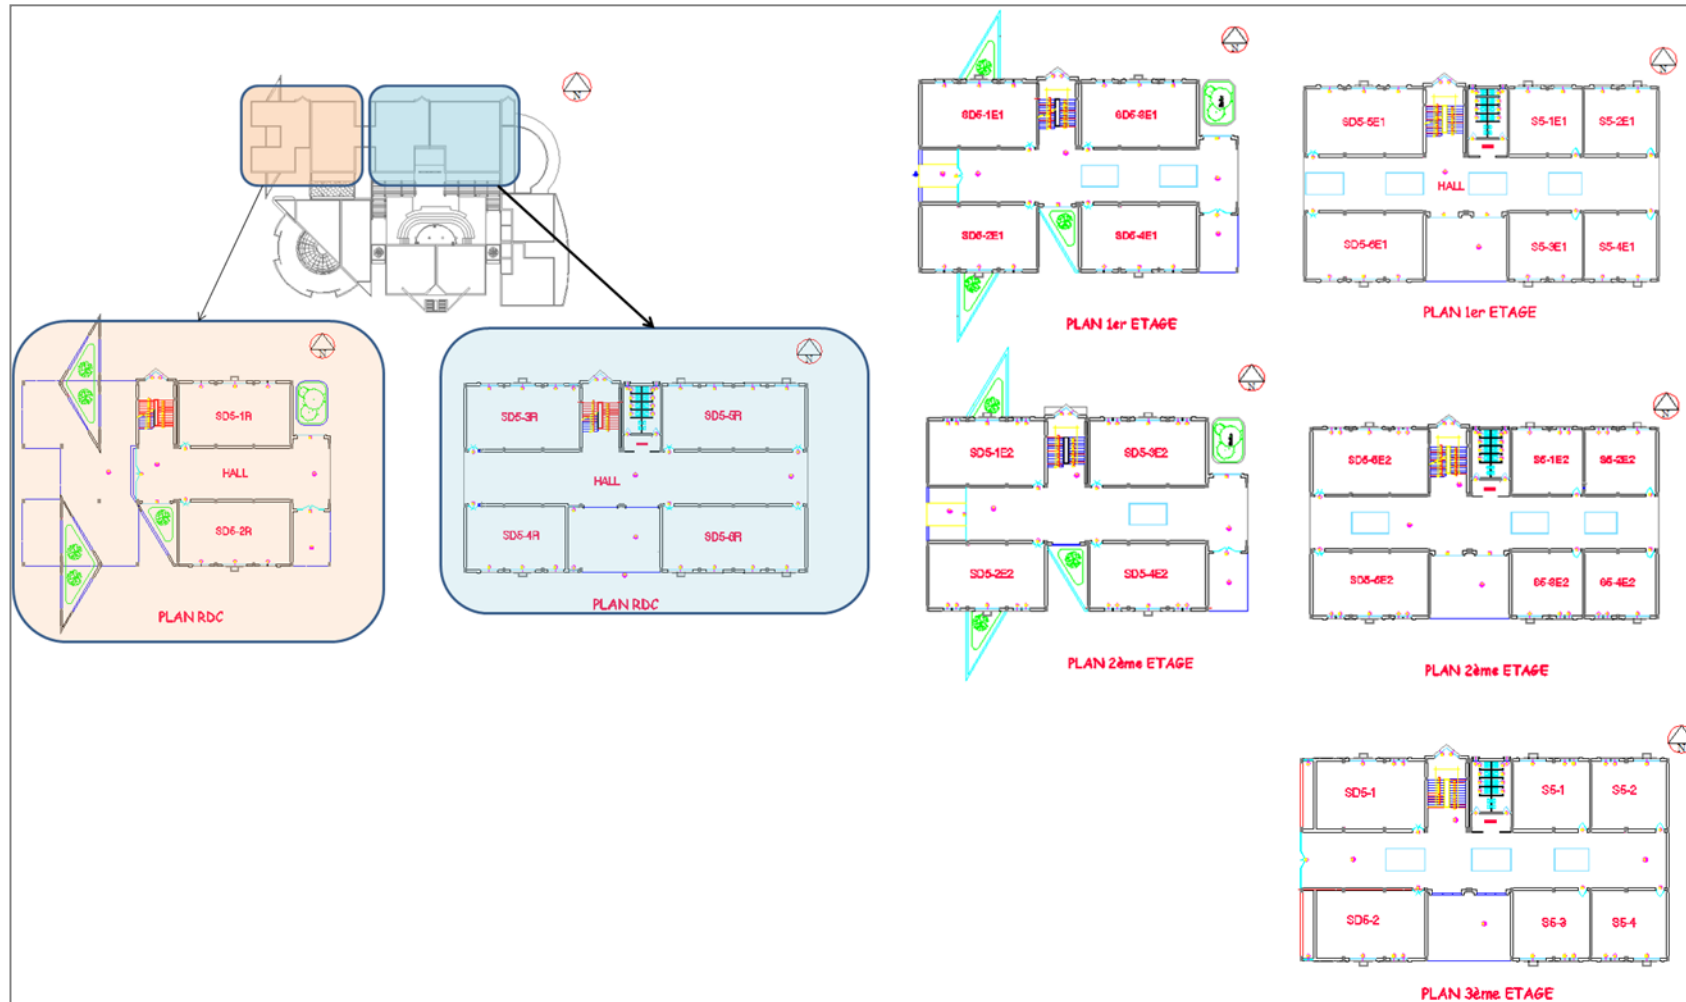 SD5-1R
HALL
SD5-2R
PLAN RDC
SD5-3R
SD5-5R
HALL
SD5-4R
SD5-6R
PLAN RDC
SD5-1E1
SD5-3E1
SD5-2E1
SD5-4E1
PLAN 1er ETAGE
SD5-5E1
S5-1E1
S5-2E1
HALL
SD5-6E1
S5-3E1
S5-4E1
PLAN 1er ETAGE
SD5-1E2
SD5-3E2
SD5-2E2
SD5-4E2
PLAN 2ème ETAGE
S5-1E2
S5-2E2
S5-3E2
S5-4E2
PLAN 2ème ETAGE
SD5-1
S5-1
S5-2
SD5-2
S5-3
S5-4
PLAN 3ème ETAGE